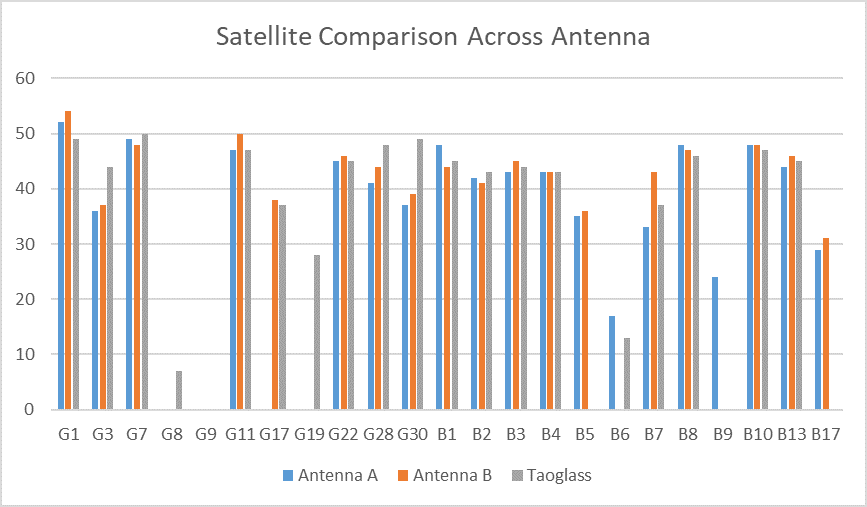 Satellite Comparison Across Antenna
60
50
40
30
20
10
0
G1 G3 G7 G8 G9 G11 G17 G19 G22 G28 G30 B1 B2 B3 B4 B5 B6 B7 B8 B9 B10 B13 B17
Antenna A Antenna B Taoglass